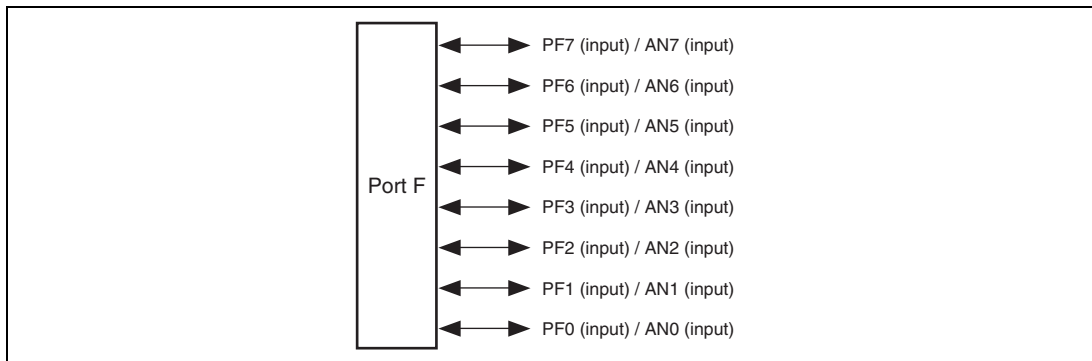 Port F
PF7 (input) / AN7 (input)
PF6 (input) / AN6 (input)
PF5 (input) / AN5 (input)
PF4 (input) / AN4 (input)
PF3 (input) / AN3 (input)
PF2 (input) / AN2 (input)
PF1 (input) / AN1 (input)
PF0 (input) / AN0 (input)